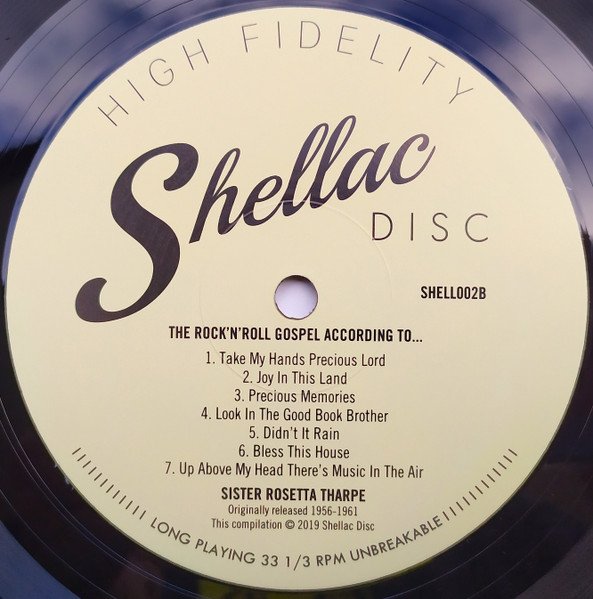 HIGH FIDELITY
Shellac
DISC
SHELL002B
THE ROCK'N'ROLL GOSPEL ACCORDING TO...
1. Take My Hands Precious Lord
2. Joy In This Land
3. Precious Memories
4. Look In The Good Book Brother
5. Didn't It Rain
6. Bless This House
7. Up Above My Head There's Music In The Air
SISTER ROSETTA THARPE
Originally released 1956-1961
This compilation © 2019 Shellac Disc
LONG PLAYING 33 1/3 RPM UNBREAKABLE